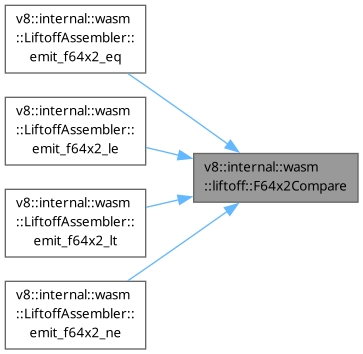 v8::internal::wasm
::LiftoffAssembler::
emit_f64x2_eq
v8::internal::wasm
::LiftoffAssembler::
emit_f64x2_le
v8::internal::wasm
::liftoff::F64x2Compare
v8::internal::wasm
::LiftoffAssembler::
emit_f64x2_lt
v8::internal::wasm
::LiftoffAssembler::
emit_f64x2_ne